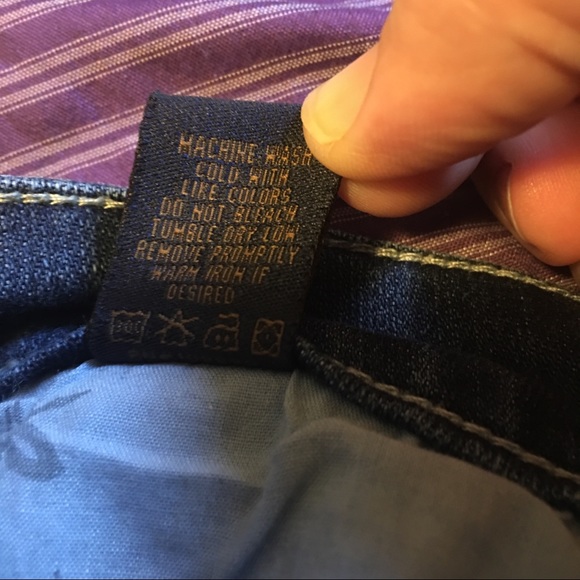 MACHINE WASH
COLD WITH
LIKE COLORS
DO NOT BLEACH
TUMBLE DRY LOW
REMOVE PROMPTLY
WARM IRON IF
DESIRED